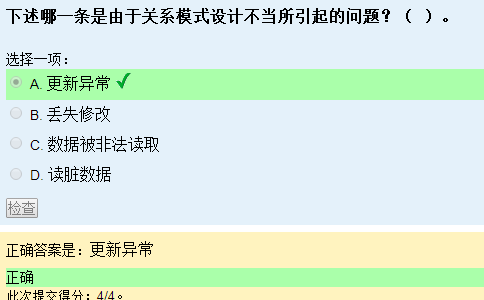 下述哪一条是由于关系模式设计不当所引起的问题？（ ）。
选择一项：
A. 更新异常
B. 丢失修改
C. 数据被非法读取
D. 读脏数据
检查
正确答案是：更新异常
正确
此次提交得分：4/4。